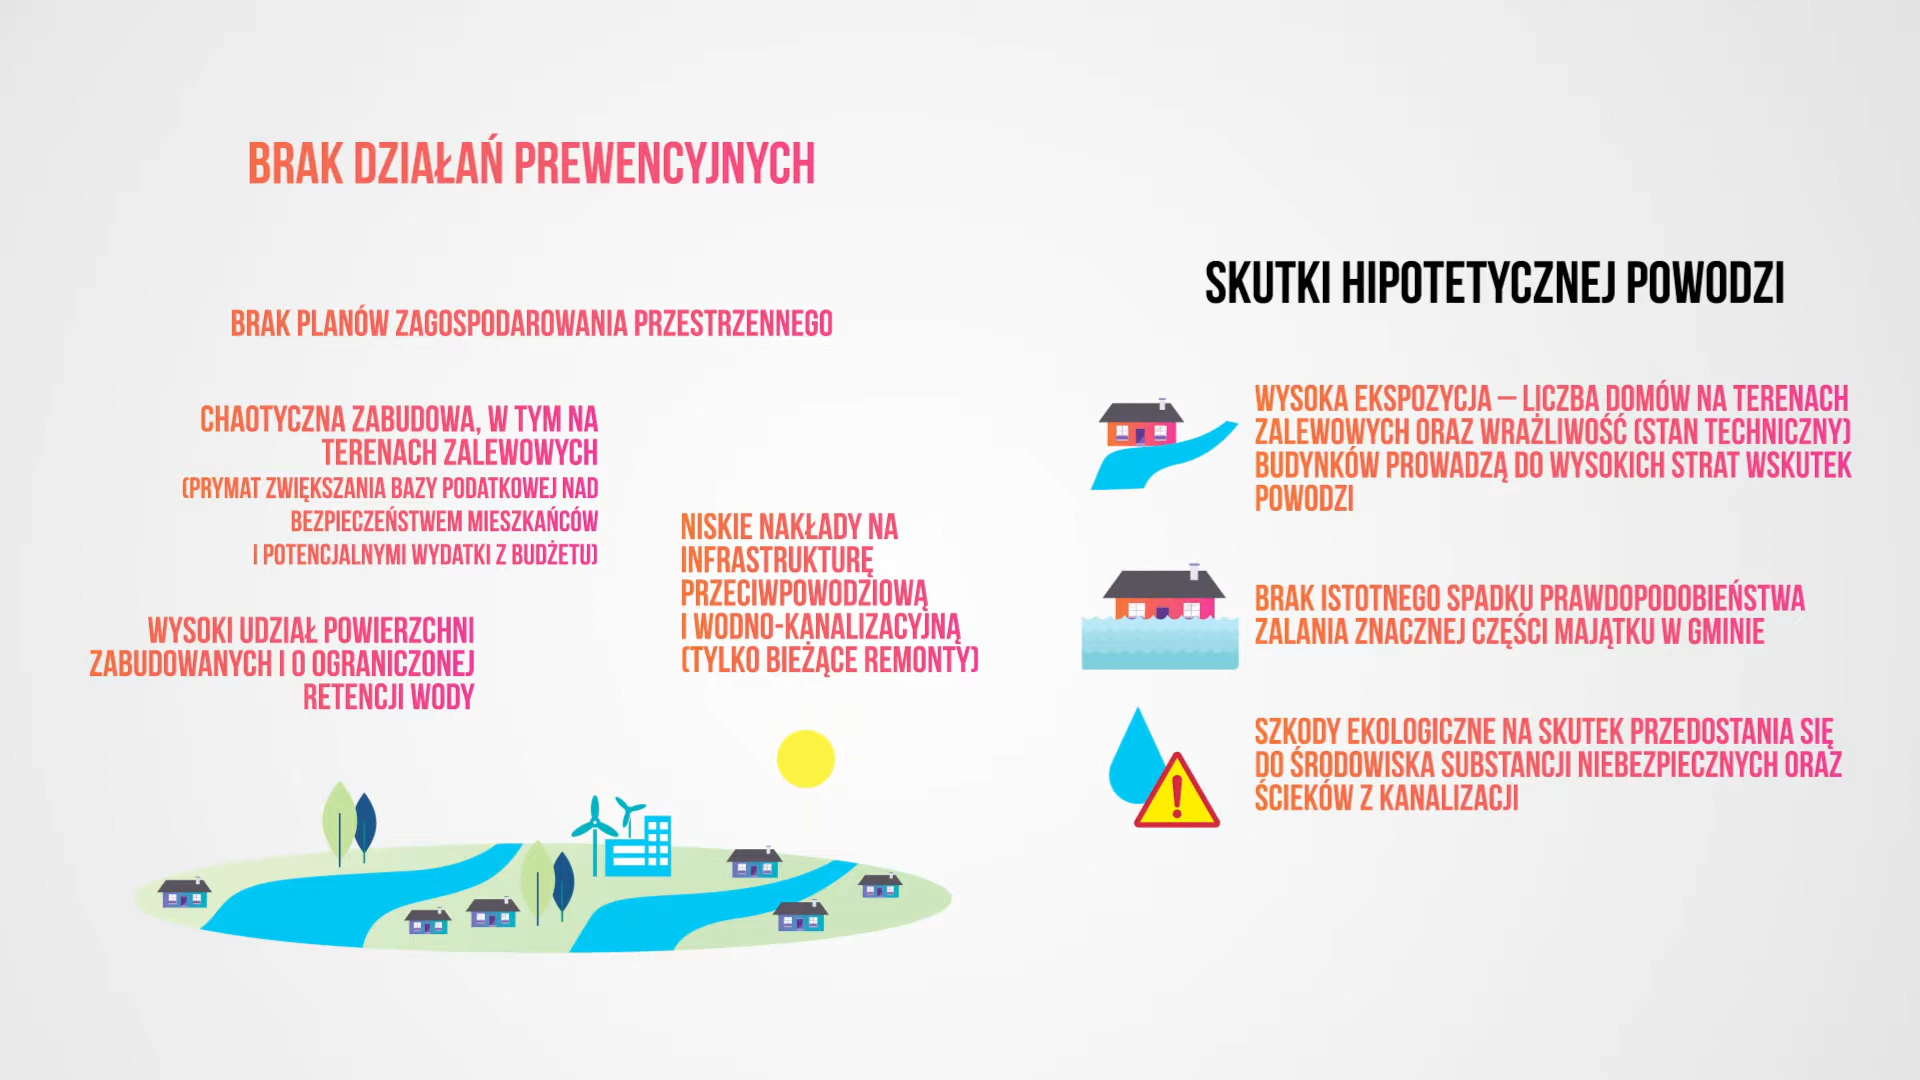 BRAK DZIAŁAŃ PREWENCYJNYCH
BRAK PLANÓW ZAGOSPODAROWANIA PRZESTRZENNEGO
CHAOTYCZNA ZABUDOWA, W TYM NA
TERENACH ZALEWOWYCH
(PRYMAT ZWIĘKSZANIA BAZY PODATKOWEJ NAD
BEZPIECZEŃSTWEM MIESZKAŃCÓW
I POTENCJALNYMI WYDATKI Z BUDŻETU)
WYSOKI UDZIAŁ POWIERZCHNI
ZABUDOWANYCH I O OGRANICZONEJ
RETENCJI WODY
NISKIE NAKŁADY NA
INFRASTRUKTURĘ
PRZECIWPOWODZIOWĄ
I WODNO-KANALIZACYJNĄ
(TYLKO BIEŻĄCE REMONTY)
SKUTKI HIPOTETYCZNEJ POWODZI
WYSOKA EKSPOZYCJA – LICZBA DOMÓW NA TERENACH
ZALEWOWYCH ORAZ WRAŻLIWOŚĆ (STAN TECHNICZNY)
BUDYNKÓW PROWADZĄ DO WYSOKICH STRAT WSKUTEK
POWODZI
BRAK ISTOTNEGO SPADKU PRAWDOPODOBIEŃSTWA
ZALANIA ZNACZNEJ CZĘŚCI MAJĄTKU W GMINIE
SZKODY EKOLOGICZNE NA SKUTEK PRZEDOSTANIA SIĘ
DO ŚRODOWISKA SUBSTANCJI NIEBEZPIECZNYCH ORAZ
ŚCIEKÓW Z KANALIZACJI